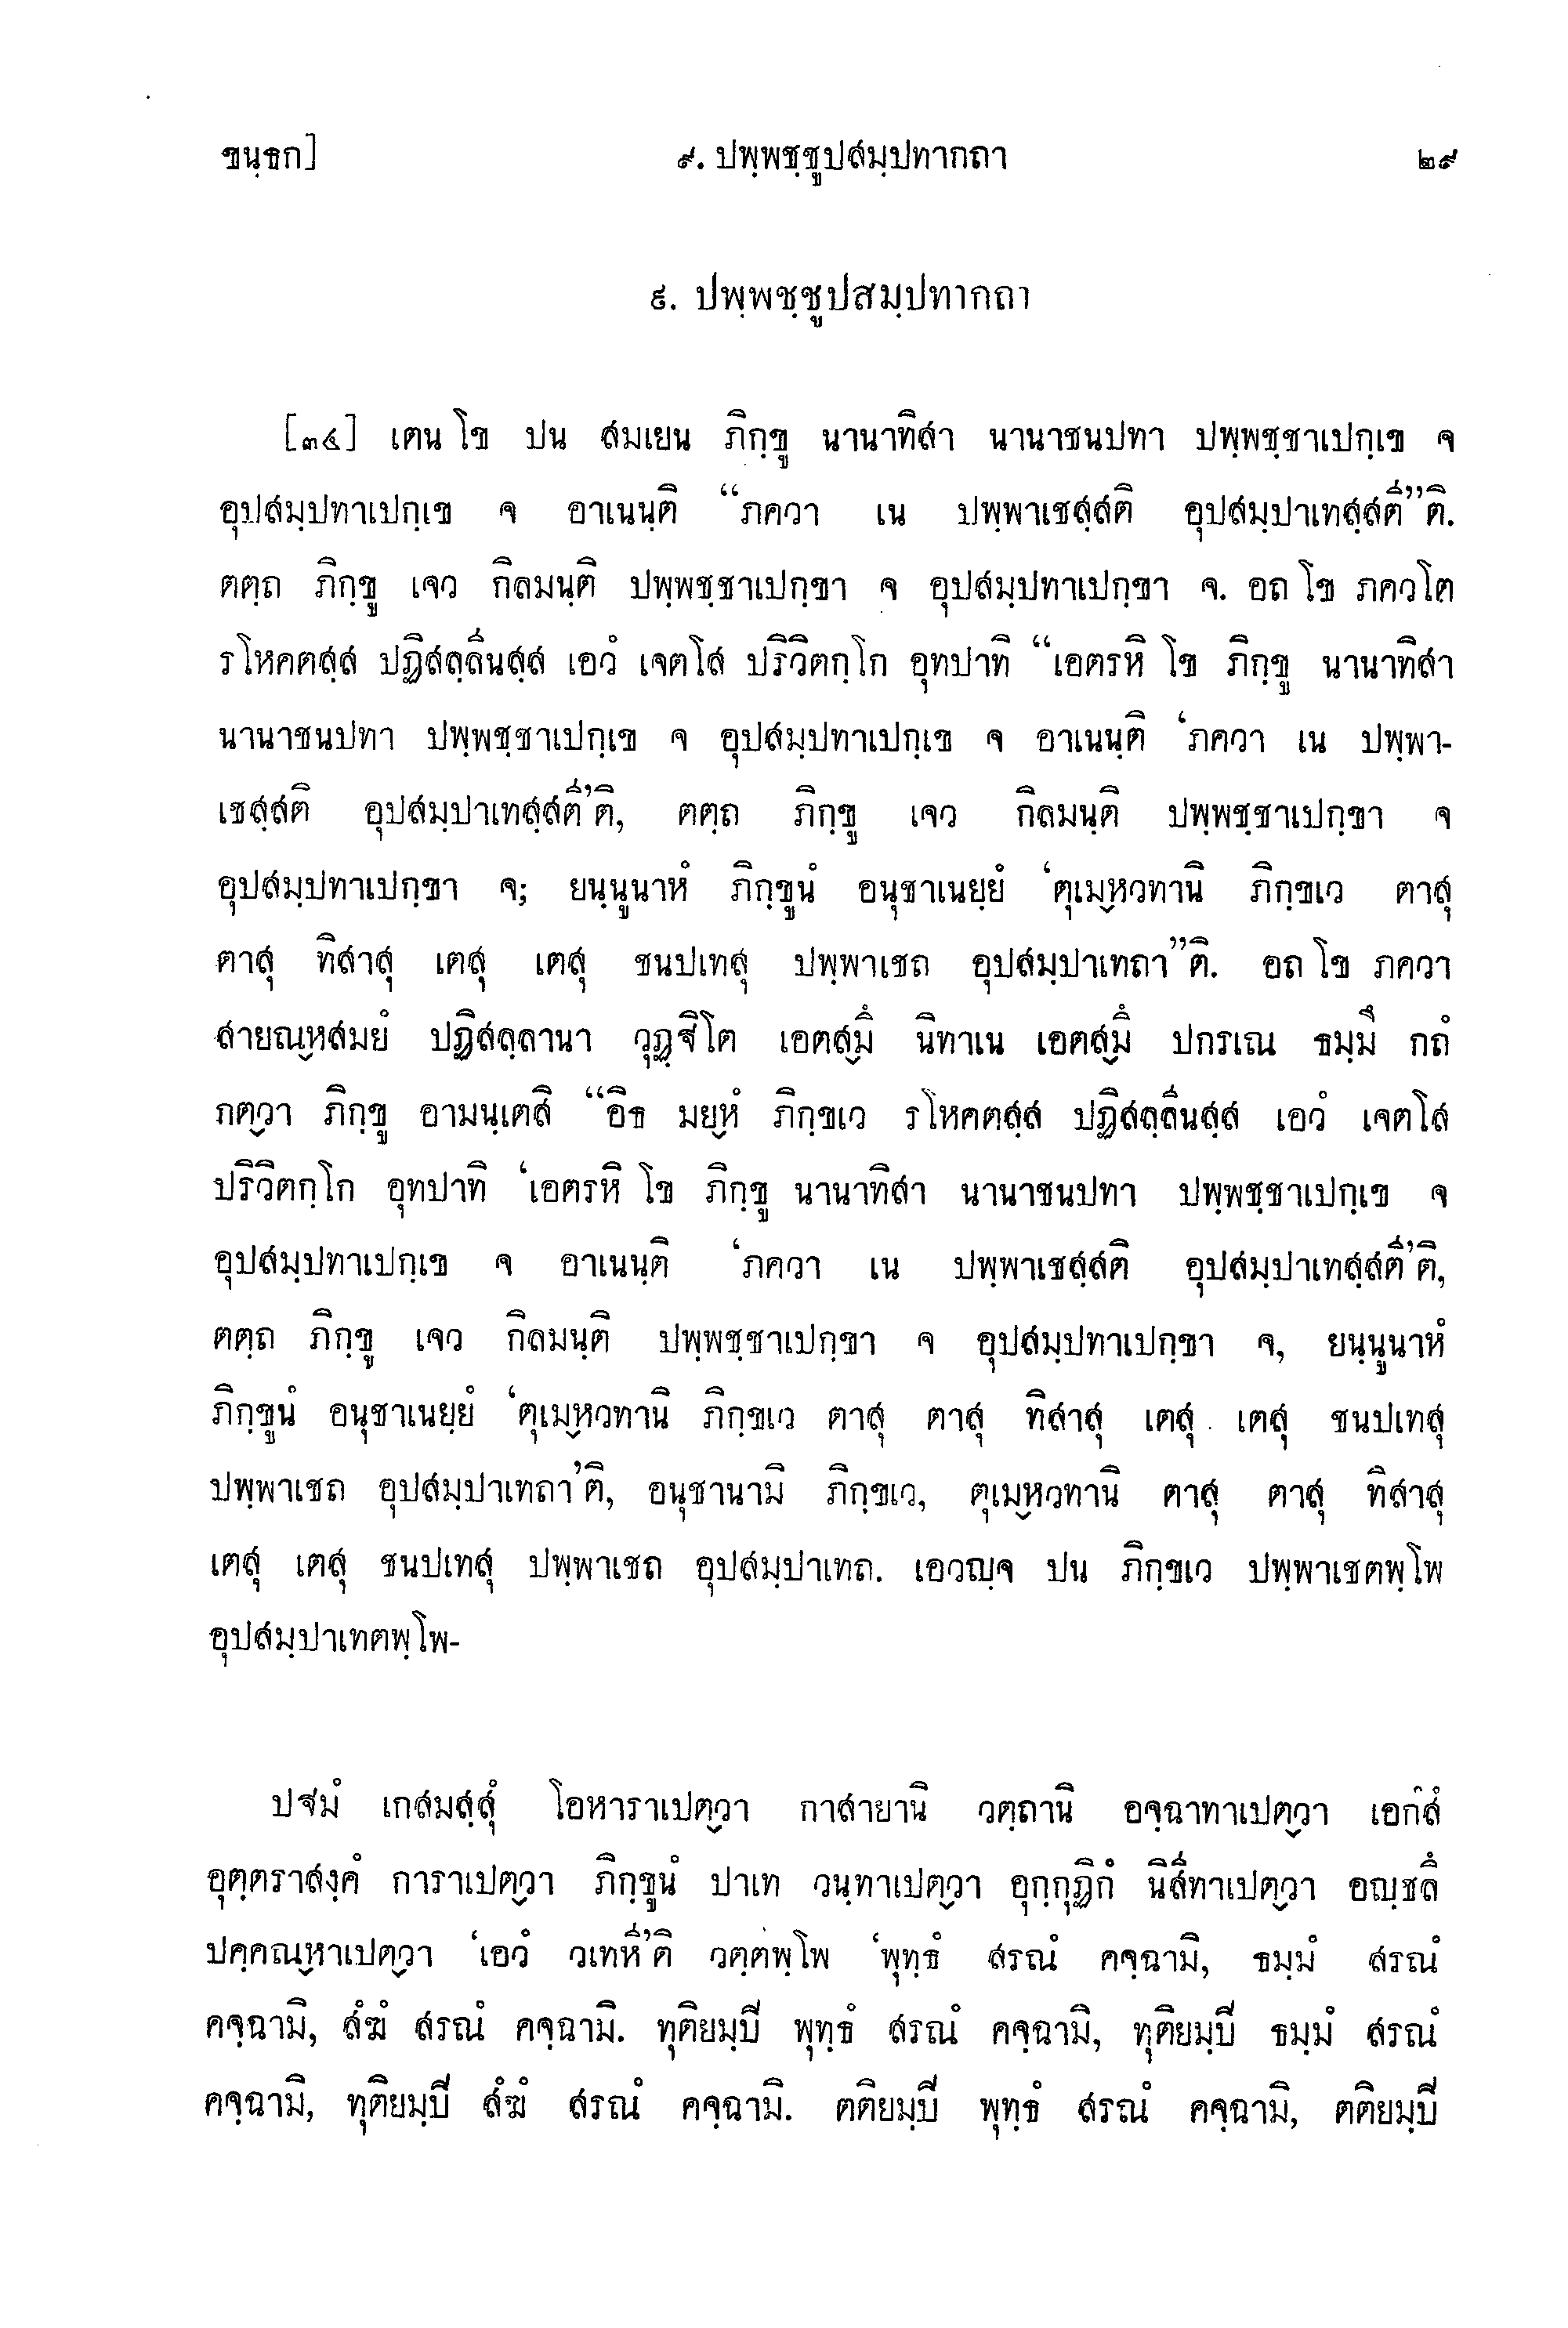 ขนฺธก]
๙. ปพฺพชฺชูปสมฺปทากถา
๒๙
๙. ปพฺพชฺชูปสมฺปทากถา
[๓๔] เตน โข ปน สมเยน ภิกฺขู นานาทิสา นานาชนปทา ปพฺพชฺชาเปกฺเข จ
อุปสมฺปทาเปกฺเข จ อาเนนฺติ “ภควา เน ปพฺพาเชสฺสติ อุปสมฺปาเทสฺสตี”ติ.
ตตฺถ ภิกฺขู เจว กิลมนฺติ ปพฺพชฺชาเปกฺขา จ อุปสมฺปทาเปกฺขา จ. อถ โข ภควโต
รโหคตสฺส ปฏิสลฺลีนสฺส เอวํ เจตโส ปริวิตกฺโก อุทปาทิ “เอตรหิ โข ภิกฺขู นานาทิสา
นานาชนปทา ปพฺพชฺชาเปกฺเข จ อุปสมฺปทาเปกฺเข จ อาเนนฺติ ‘ภควา เน ปพฺพา-
เชสฺสติ อุปสมฺปาเทสฺสตี’ติ, ตตฺถ ภิกฺขู เจว กิลมนฺติ ปพฺพชฺชาเปกฺขา จ
อุปสมฺปทาเปกฺขา จ; ยนฺนูนาหํ ภิกฺขูนํ อนุชาเนยฺยํ ‘ตุเมฺหวทานิ ภิกฺขเว ตาสุ
ตาสุ ทิสาสุ เตสุ เตสุ ชนปเทสุ ปพฺพาเชถ อุปสมฺปาเทถา”ติ. อถ โข ภควา
สายณฺหสมยํ ปฏิสลฺลานา วุฏฺฐิโต เอตสฺมึ นิทาเน เอตสฺมึ ปกรเณ ธมฺมึ กถํ
กตฺวา ภิกฺขู อามนฺเตสิ “อิธ มยฺหํ ภิกฺขเว รโหคตสฺส ปฏิสลฺลีนสฺส เอวํ เจตโส
ปริวิตกฺโก อุทปาทิ ‘เอตรหิ โข ภิกฺขู นานาทิสา นานาชนปทา ปพฺพชฺชาเปกฺเข จ
อุปสมฺปทาเปกฺเข จ อาเนนฺติ ‘ภควา เน ปพฺพาเชสฺสติ อุปสมฺปาเทสฺสตี’ติ,
ตตฺถ ภิกฺขู เจว กิลมนฺติ ปพฺพชฺชาเปกฺขา จ อุปสมฺปทาเปกฺขา จ, ยนฺนูนาหํ
ภิกฺขูนํ อนุชาเนยฺยํ ‘ตุเมฺหวทานิ ภิกฺขเว ตาสุ ตาสุ ทิสาสุ เตสุ เตสุ ชนปเทสุ
ปพฺพาเชถ อุปสมฺปาเทถา’ติ, อนุชานามิ ภิกฺขเว, ตุเมฺหวทานิ ตาสุ ตาสุ ทิสาสุ
เตสุ เตสุ ชนปเทสุ ปพฺพาเชถ อุปสมฺปาเทถ. เอวญฺจ ปน ภิกฺขเว ปพฺพาเชตพฺโพ
อุปสมฺปาเทตพฺโพ-
ปฐมํ เกสมสฺสุํ โอหาราเปตฺวา กาสายานิ วตฺถานิ อจฺฉาทาเปตฺวา เอกํสํ
อุตฺตราสงฺคํ การาเปตฺวา ภิกฺขูนํ ปาเท วนฺทาเปตฺวา อุกฺกุฏิกํ นิสีทาเปตฺวา อญฺชลึ
ปคฺคณฺหาเปตฺวา ‘เอวํ วเทหี’ติ วตฺตพฺโพ ‘พุทฺธํ สรณํ คจฺฉามิ, ธมฺมํ สรณํ
คจฺฉามิ, สํฆํ สรณํ คจฺฉามิ. ทุติยมฺปิ พุทฺธํ สรณํ คจฺฉามิ, ทุติยมฺปิ ธมฺมํ สรณํ
คจฺฉามิ, ทุติยมฺปิ สํฆํ สรณํ คจฺฉามิ. ตติยมฺปิ พุทฺธํ สรณํ คจฺฉามิ, ตติยมฺปิ